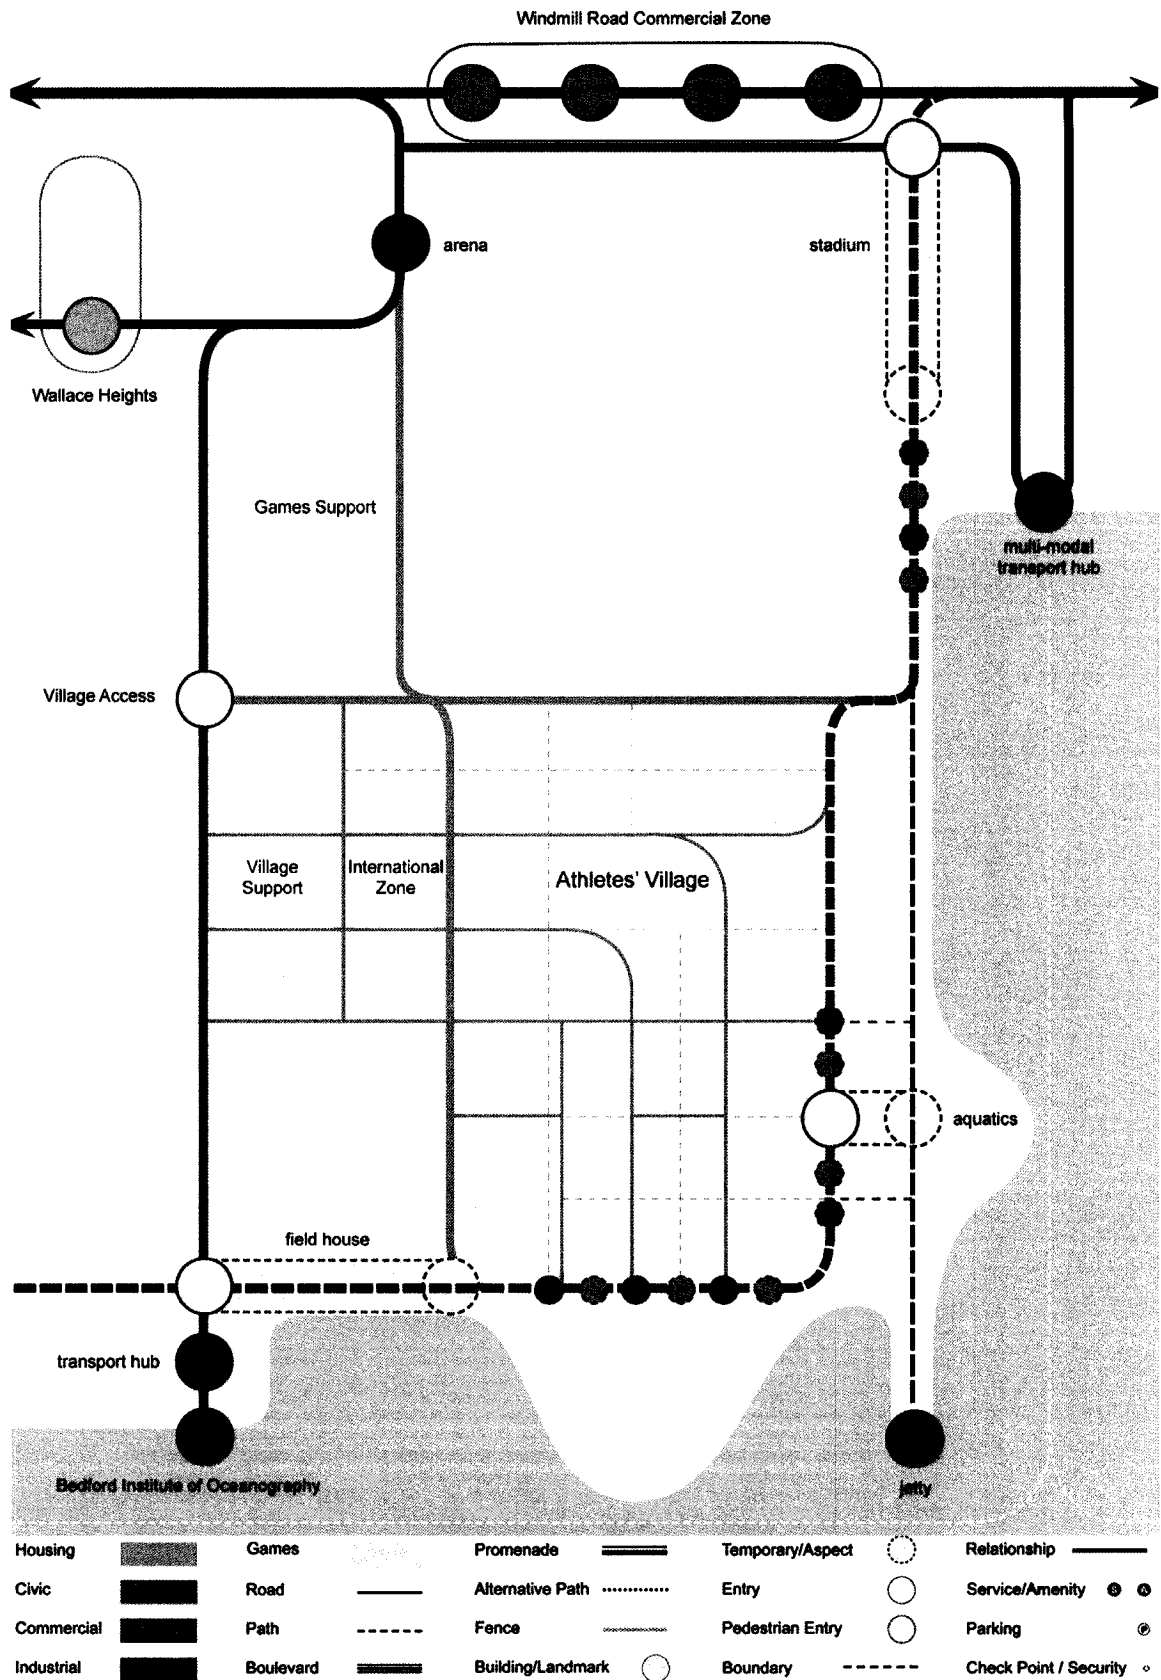 Windmill Road Commercial Zone
arena
stadium
Wallace Heights
Games Support
multi-modal
transport hub
Village Access
Village
Support
International
Zone
Athletes' Village
aquatics
field house
transport hub
Bedford Institute of Oceanography
jetty
Housing
Games
Promenade
Temporary/Aspect
Relationship
Civic
Road
Alternative Path
Entry
Service/Amenity
S
A
Commercial
Path
Fence
Pedestrian Entry
Parking
P
Industrial
Boulevard
Building/Landmark
Boundary
Check Point / Security